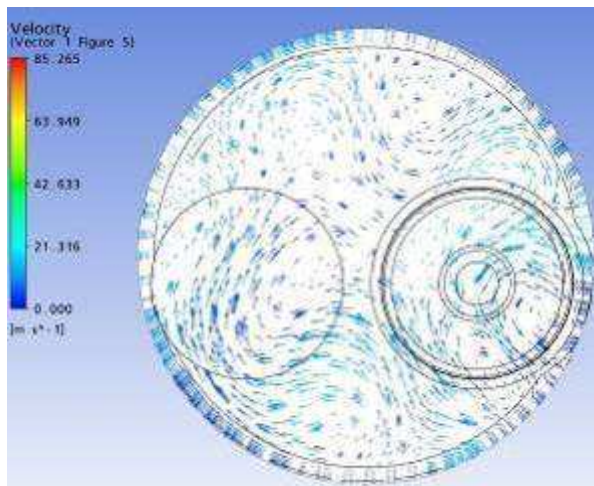 Velocity
(Vector 1 Figure 5)
85.265
63.949
42.633
21.316
0.000
[m s^-1]